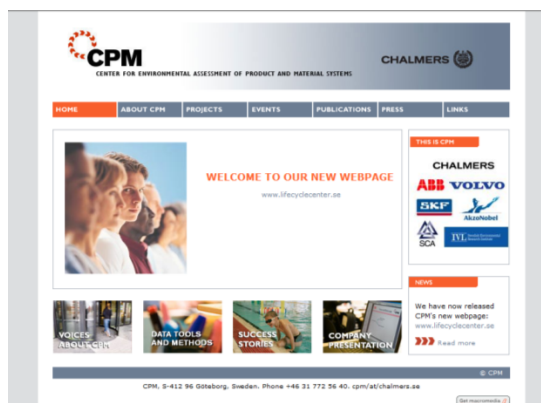 CPM
CENTER FOR ENVIRONMENTAL ASSESSMENT OF PRODUCT AND MATERIAL SYSTEMS
CHALMERS
HOME
ABOUT CPM
PROJECTS
EVENTS
PUBLICATIONS
PRESS
LINKS
WELCOME TO OUR NEW WEBPAGE
www.lifecyclecenter.se
THIS IS CPM
CHALMERS
ABB VOLVO
SKF
AkzoNobel
SCA
IVL
NEWS
We have now released
CPM's new webpage:
www.lifecyclecenter.se
Read more
VOICES
ABOUT CPM
DATA TOOLS
AND METHODS
SUCCESS
STORIES
COMPANY
PRESENTATION
© CPM
CPM, S-412 96 Göteborg, Sweden. Phone +46 31 772 56 40. cpm/at/chalmers.se
Get macromedia